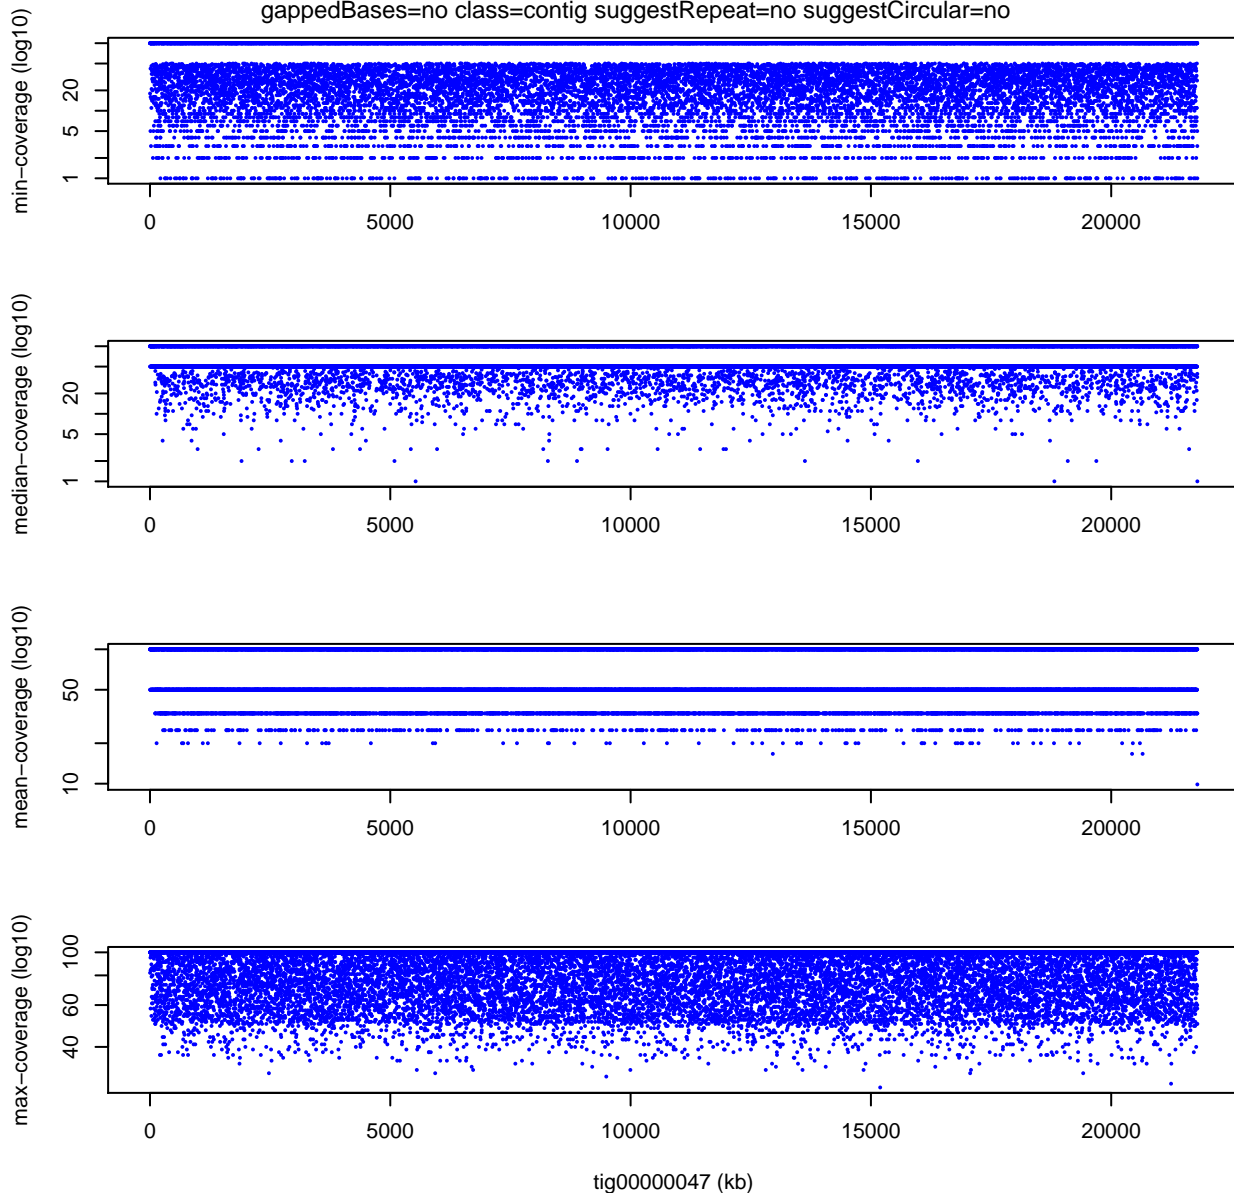 gappedBases=no class=contig suggestRepeat=no suggestCircular=no
min−coverage (log10)
20
5
1
0 5000 10000 15000 20000
median−coverage (log10)
20
5
1
0 5000 10000 15000 20000
mean−coverage (log10)
50
10
0 5000 10000 15000 20000
max−coverage (log10)
100
60
40
0 5000 10000 15000 20000
tig00000047 (kb)